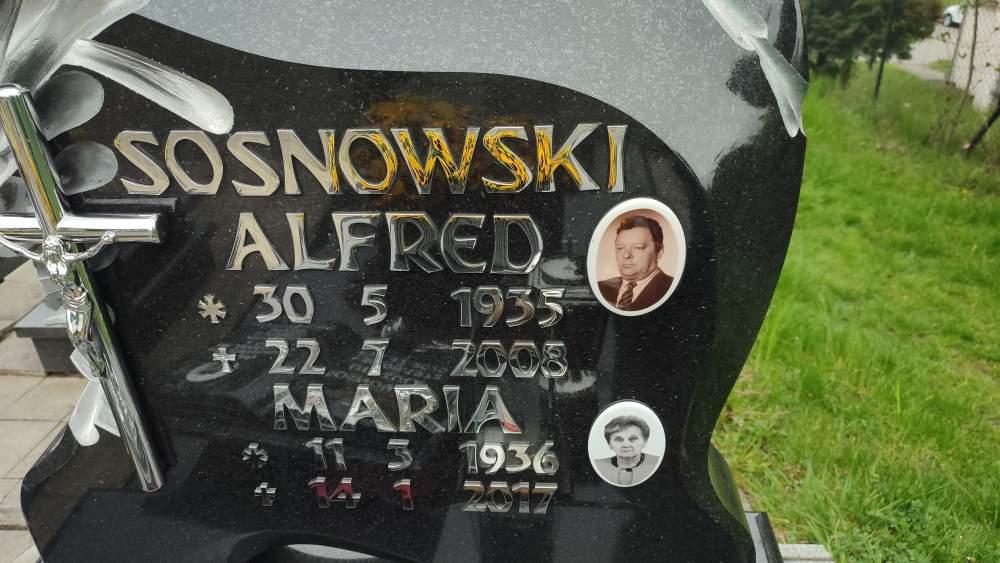 SOSNOWSKI
ALFRED
* 30 5 1935
✝ 22 7 2008
MARIA
* 11 3 1936
✝ 14 1 2017